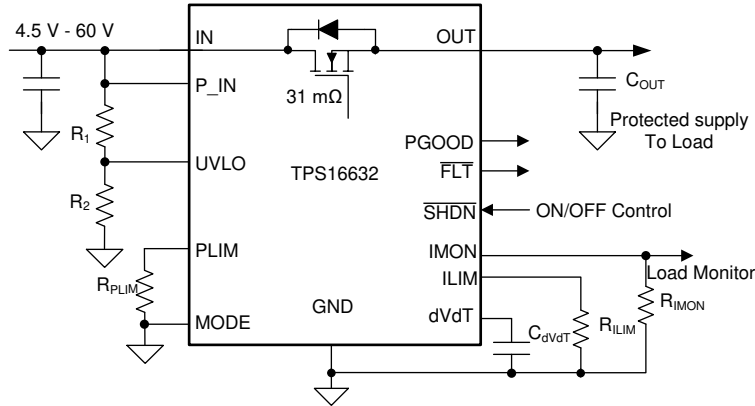 4.5 V - 60 V
IN
OUT
P_IN
31 mΩ
COUT
R1
Protected supply
To Load
PGOOD
UVLO
TPS16632
FLT
R2
SHDN
ON/OFF Control
PLIM
IMON
Load Monitor
ILIM
RPLIM
RIMON
GND
MODE
dVdT
CdVdT
RILIM